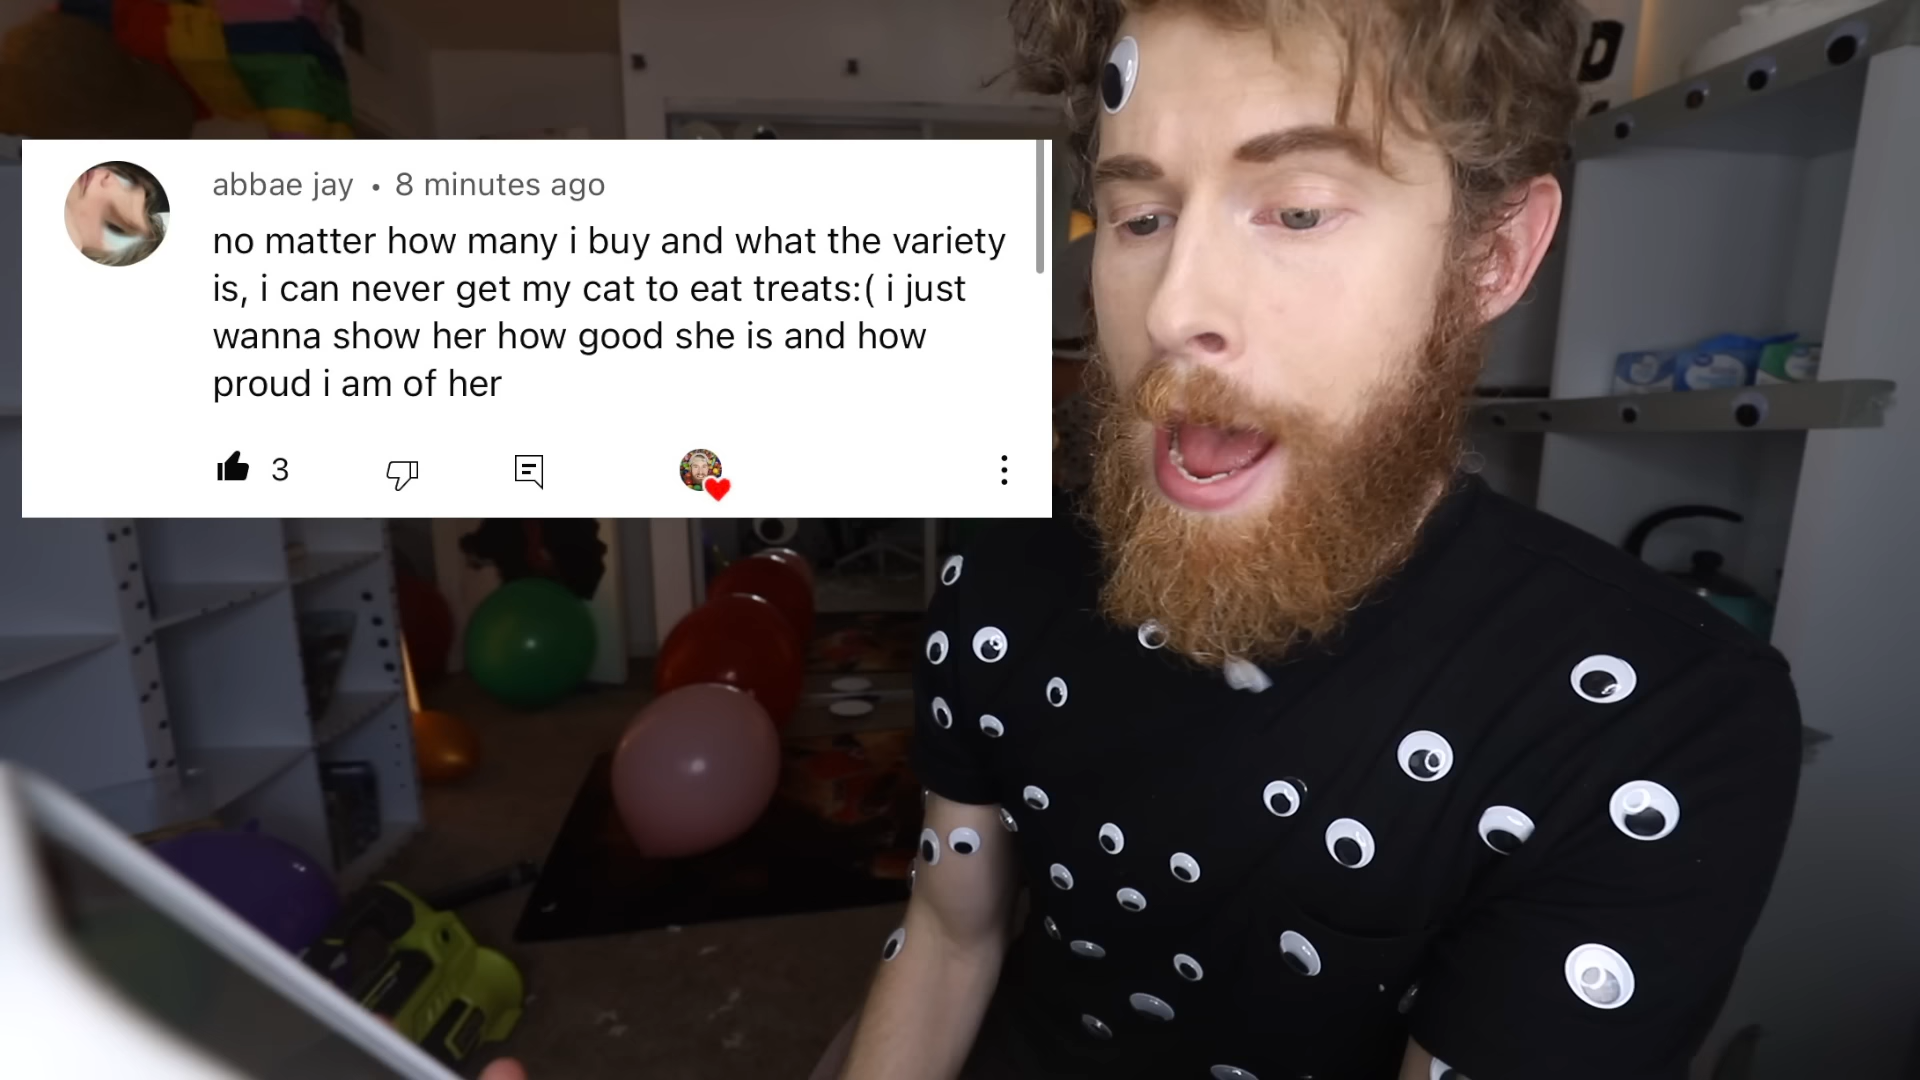 abbae jay • 8 minutes ago
no matter how many i buy and what the variety
is, i can never get my cat to eat treats:( i just
wanna show her how good she is and how
proud i am of her
3